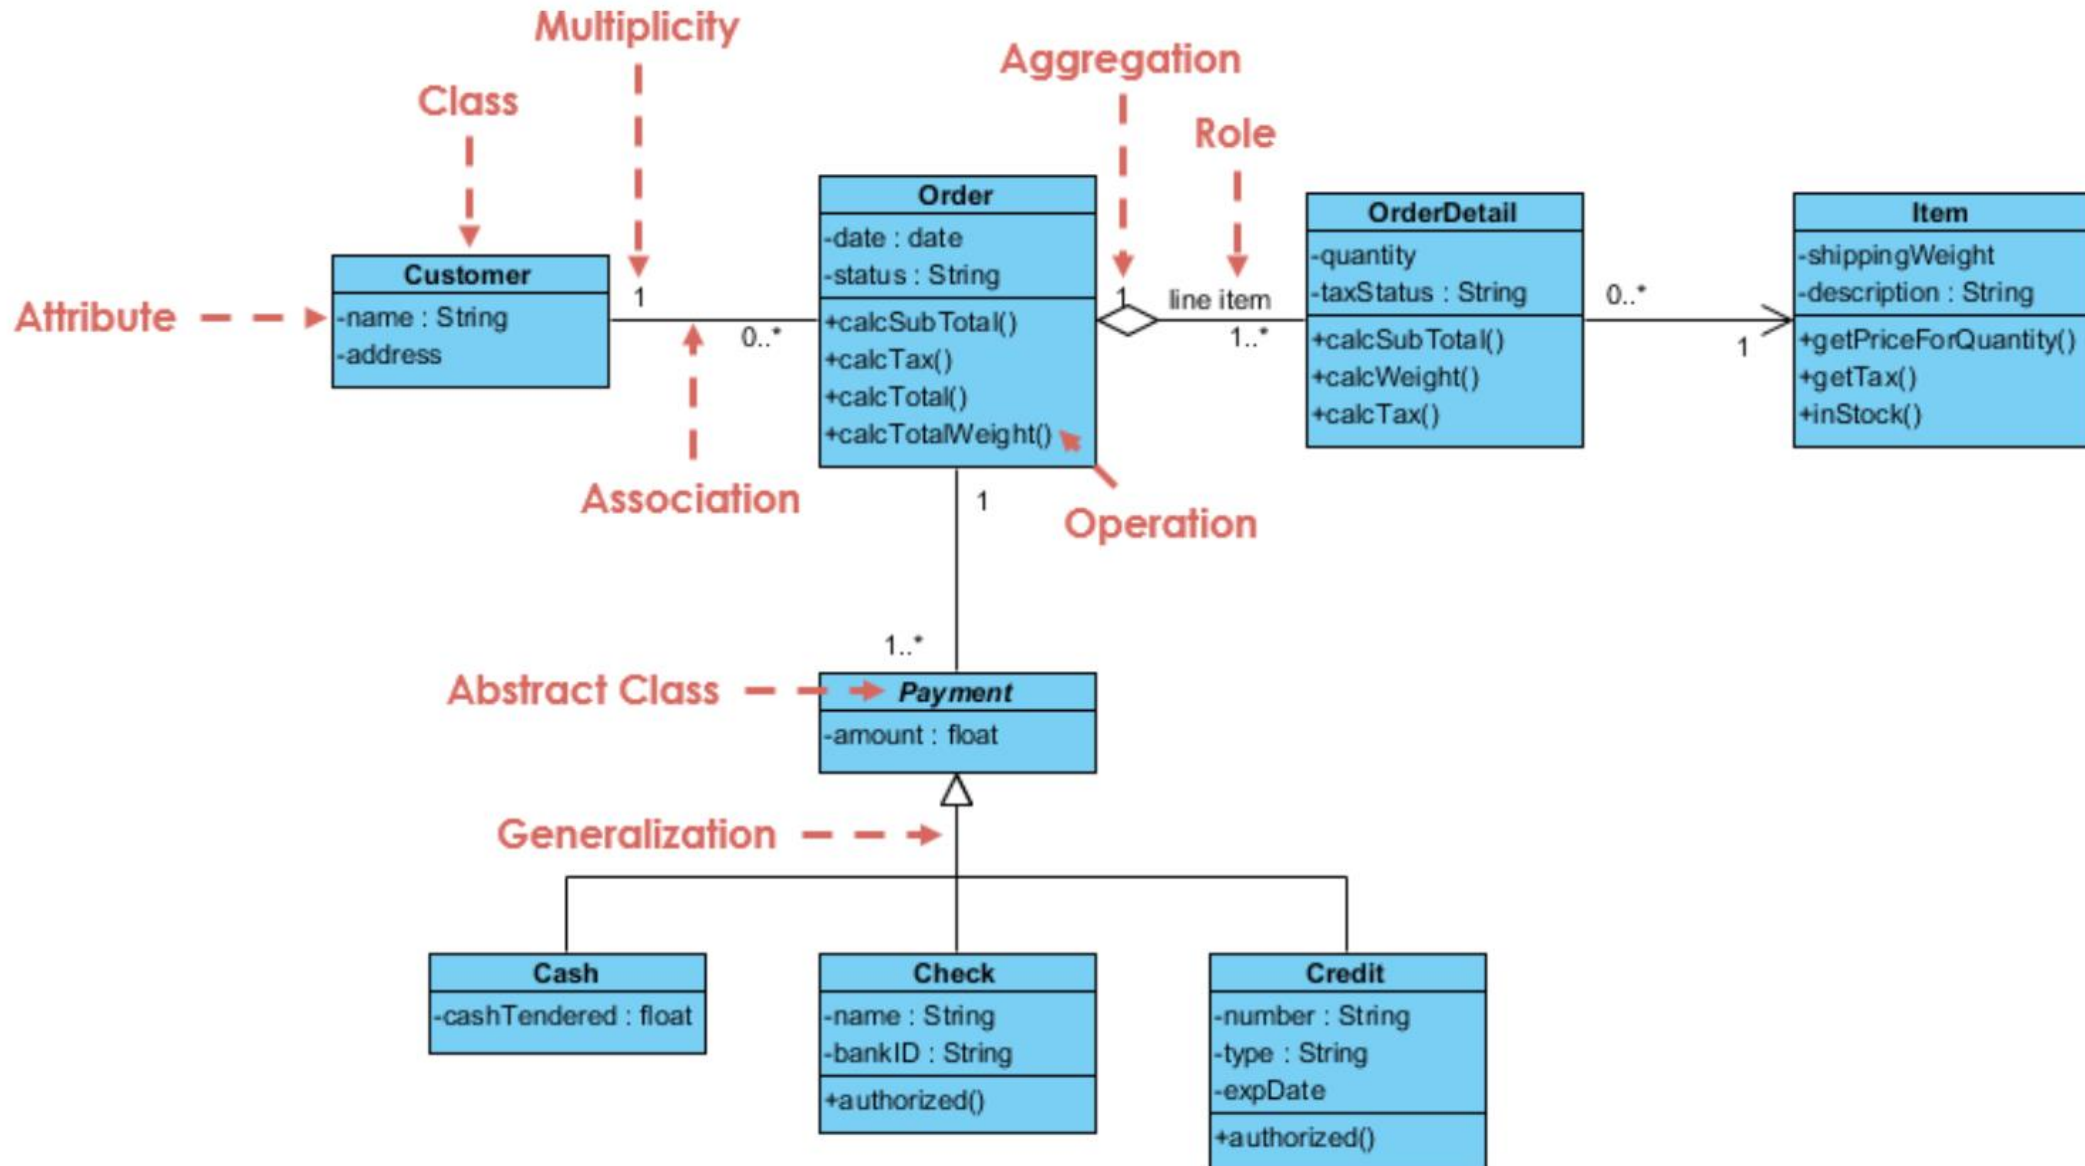 Multiplicity
Aggregation
Class
Role
Attribute
Customer
-name : String
-address
1
0..*
Association
Order
-date : date
-status : String
+calcSubTotal()
+calcTax()
+calcTotal()
+calcTotalWeight()
Operation
1
line item
1..*
OrderDetail
-quantity
-taxStatus : String
+calcSubTotal()
+calcWeight()
+calcTax()
0..*
1
Item
-shippingWeight
-description : String
+getPriceForQuantity()
+getTax()
+inStock()
1
1..*
Abstract Class
Payment
-amount : float
Generalization
Cash
-cashTendered : float
Check
-name : String
-bankID : String
+authorized()
Credit
-number : String
-type : String
-expDate
+authorized()